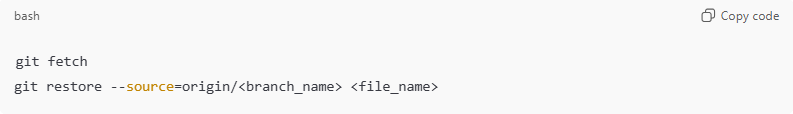 bash
Copy code
git fetch
git restore --source=origin/<branch_name> <file_name>